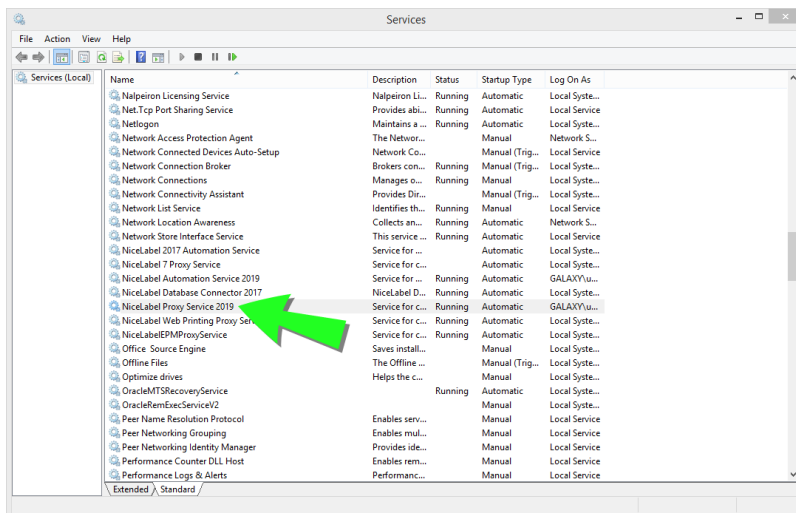 Services
File Action View Help
Services (Local)
Name Description Status Startup Type Log On As
Nalpeiron Licensing Service Nalpeiron Li... Running Automatic Local Syste...
Net.Tcp Port Sharing Service Provides abi... Running Automatic Local Service
Netlogon Maintains a ... Running Automatic Local Syste...
Network Access Protection Agent The Networ... Manual Network S...
Network Connected Devices Auto-Setup Network Co... Manual (Trig... Local Service
Network Connection Broker Brokers con... Running Manual (Trig... Local Syste...
Network Connections Manages o... Running Manual Local Syste...
Network Connectivity Assistant Provides Dir... Manual (Trig... Local Syste...
Network List Service Identifies th... Running Manual Local Service
Network Location Awareness Collects an... Running Automatic Network S...
Network Store Interface Service This service ... Running Automatic Local Service
NiceLabel 2017 Automation Service Service for ... Automatic Local Syste...
NiceLabel 7 Proxy Service Service for c... Automatic Local Syste...
NiceLabel Automation Service 2019 Service for ... Running Automatic GALAXY\u...
NiceLabel Database Connector 2017 NiceLabel D... Running Automatic Local Syste...
NiceLabel Proxy Service 2019 Service for c... Running Automatic GALAXY\u...
NiceLabel Web Printing Proxy Serv Service for c... Running Automatic Local Syste...
NiceLabelEPMProxyService Service for c... Running Automatic Local Syste...
Office Source Engine Saves install... Manual Local Syste...
Offline Files The Offline ... Manual (Trig... Local Syste...
Optimize drives Helps the c... Manual Local Syste...
OracleMTSRecoveryService Running Automatic Local Syste...
OracleRemExecServiceV2 Manual Local Syste...
Peer Name Resolution Protocol Enables serv... Manual Local Service
Peer Networking Grouping Enables mul... Manual Local Service
Peer Networking Identity Manager Provides ide... Manual Local Service
Performance Counter DLL Host Enables rem... Manual Local Service
Performance Logs & Alerts Performanc... Manual Local Service
Extended Standard